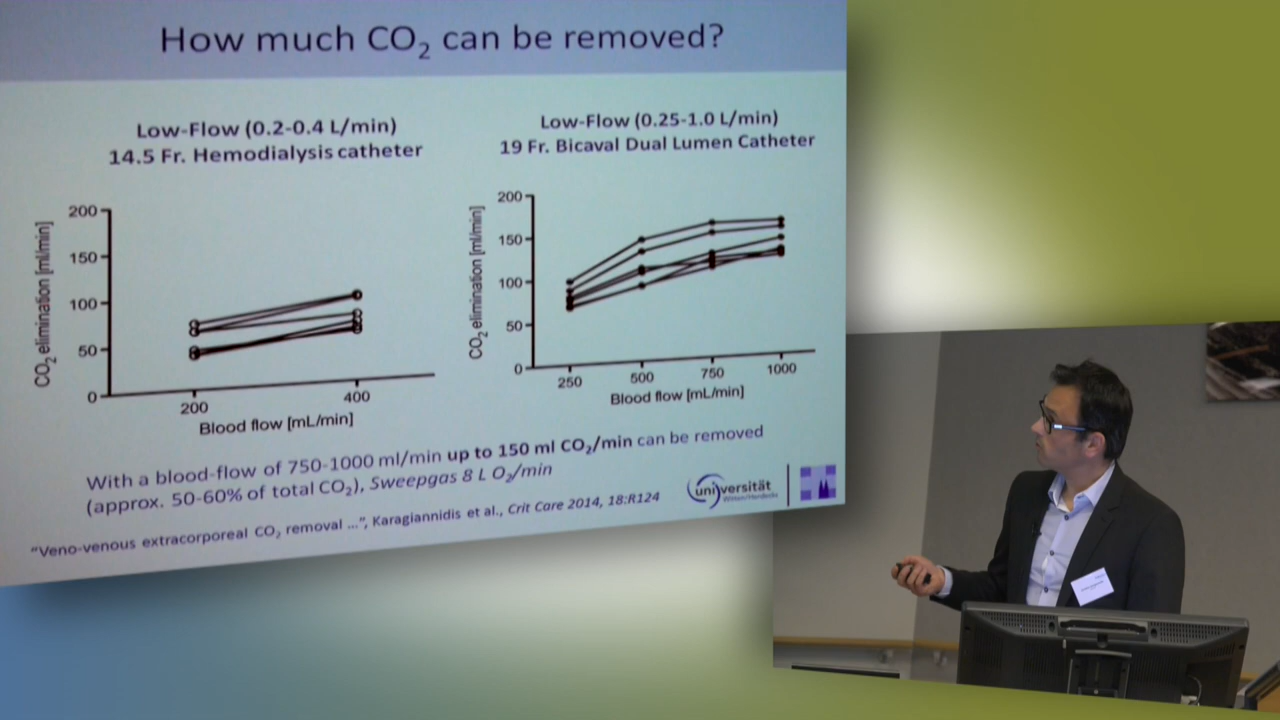 How much CO₂ can be removed?
Low-Flow (0.2-0.4 L/min)
14.5 Fr. Hemodialysis catheter
Low-Flow (0.25-1.0 L/min)
19 Fr. Bicaval Dual Lumen Catheter
CO₂ elimination [ml/min]
200
150
100
50
0
200
400
Blood flow [mL/min]
CO₂ elimination [ml/min]
200
150
100
50
0
250
500
750
1000
Blood flow [mL/min]
With a blood-flow of 750-1000 ml/min up to 150 ml CO₂/min can be removed
(approx. 50-60% of total CO₂), Sweepgas 8 L O₂/min
universität
Witten/Herdecke
"Veno-venous extracorporeal CO₂ removal ...", Karagiannidis et al., Crit Care 2014, 18:R124